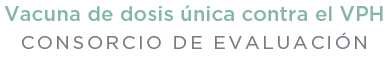 Vacuna de dosis única contra el VPH
CONSORCIO DE EVALUACIÓN